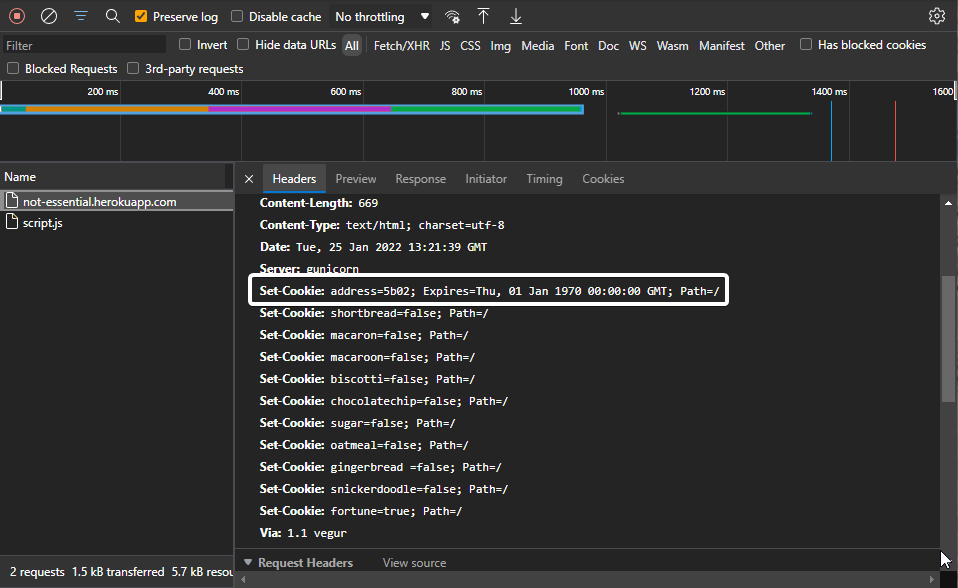 Preserve log Disable cache No throttling
Filter Invert Hide data URLs All Fetch/XHR JS CSS Img Media Font Doc WS Wasm Manifest Other Has blocked cookies
Blocked Requests 3rd-party requests
200 ms 400 ms 600 ms 800 ms 1000 ms 1200 ms 1400 ms 1600
Name
Headers Preview Response Initiator Timing Cookies
not-essential.herokuapp.com
script.js
Content-Length: 669
Content-Type: text/html; charset=utf-8
Date: Tue, 25 Jan 2022 13:21:39 GMT
Server: gunicorn
Set-Cookie: address=5b02; Expires=Thu, 01 Jan 1970 00:00:00 GMT; Path=/
Set-Cookie: shortbread=false; Path=/
Set-Cookie: macaron=false; Path=/
Set-Cookie: macaroon=false; Path=/
Set-Cookie: biscotti=false; Path=/
Set-Cookie: chocolatechip=false; Path=/
Set-Cookie: sugar=false; Path=/
Set-Cookie: oatmeal=false; Path=/
Set-Cookie: gingerbread =false; Path=/
Set-Cookie: snickerdoodle=false; Path=/
Set-Cookie: fortune=true; Path=/
Via: 1.1 vegur
Request Headers View source
2 requests 1.5 kB transferred 5.7 kB resou